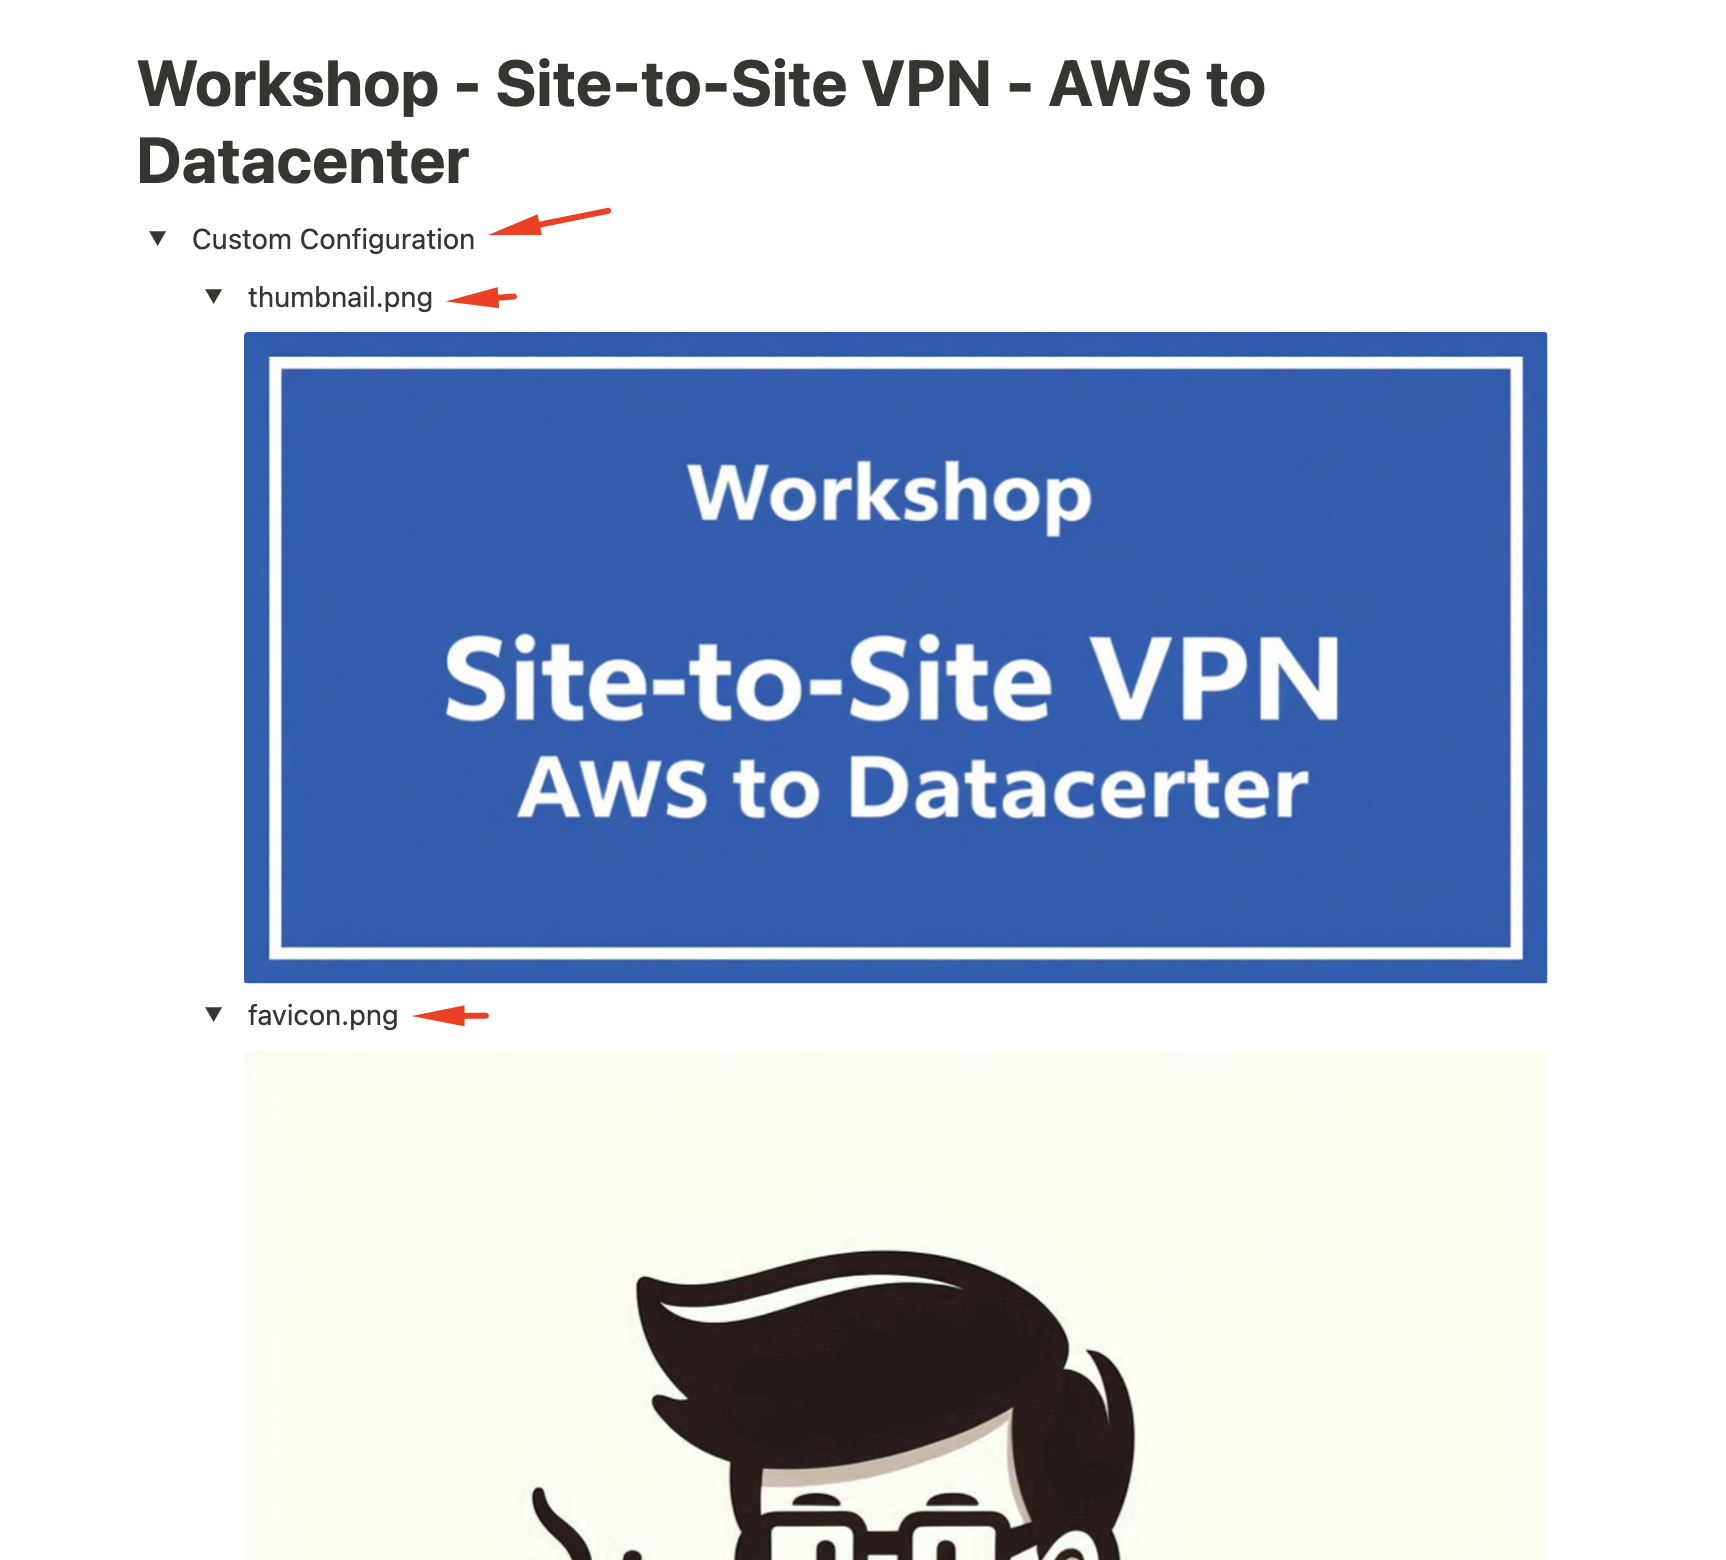 Workshop - Site-to-Site VPN - AWS to
Datacenter
Custom Configuration
thumbnail.png
Workshop
Site-to-Site VPN
AWS to Datacerter
favicon.png